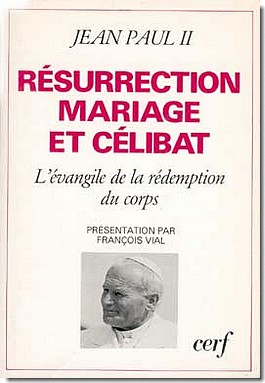 JEAN PAUL II
RÉSURRECTION
MARIAGE
ET CÉLIBAT
L'évangile de la rédemption
du corps
PRÉSENTATION PAR
FRANÇOIS VIAL
cerf